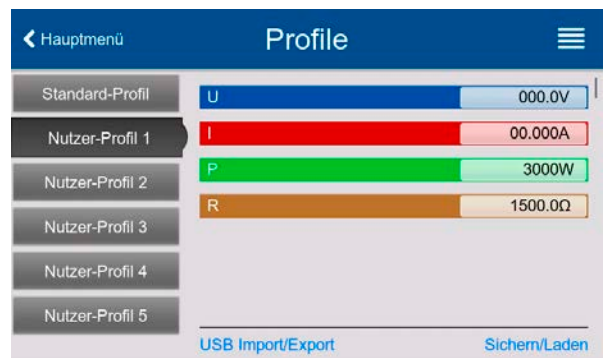 Hauptmenü Profile
Standard-Profil
Nutzer-Profil 1
Nutzer-Profil 2
Nutzer-Profil 3
Nutzer-Profil 4
Nutzer-Profil 5
U 000.0V
I 00.000A
P 3000W
R 1500.0Ω
USB Import/Export Sichern/Laden